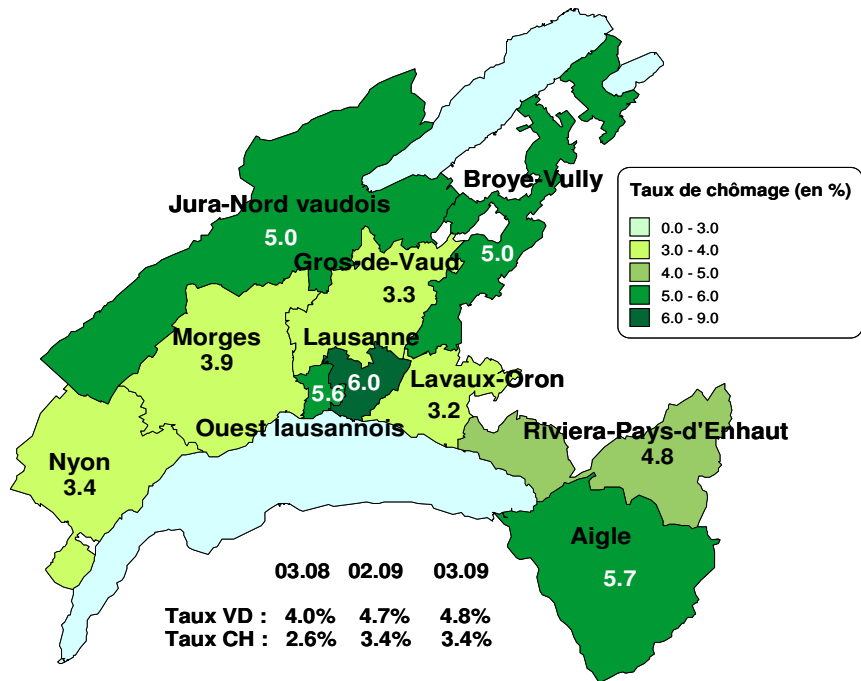 Broye-Vully
5.0
Jura-Nord vaudois
5.0
Gros-de-Vaud
3.3
Morges
3.9
Lausanne
6.0
5.6
Ouest lausannois
Lavaux-Oron
3.2
Riviera-Pays-d'Enhaut
4.8
Nyon
3.4
Aigle
5.7
Taux de chômage (en %)
0.0 - 3.0
3.0 - 4.0
4.0 - 5.0
5.0 - 6.0
6.0 - 9.0
03.08 02.09 03.09
Taux VD : 4.0% 4.7% 4.8%
Taux CH : 2.6% 3.4% 3.4%